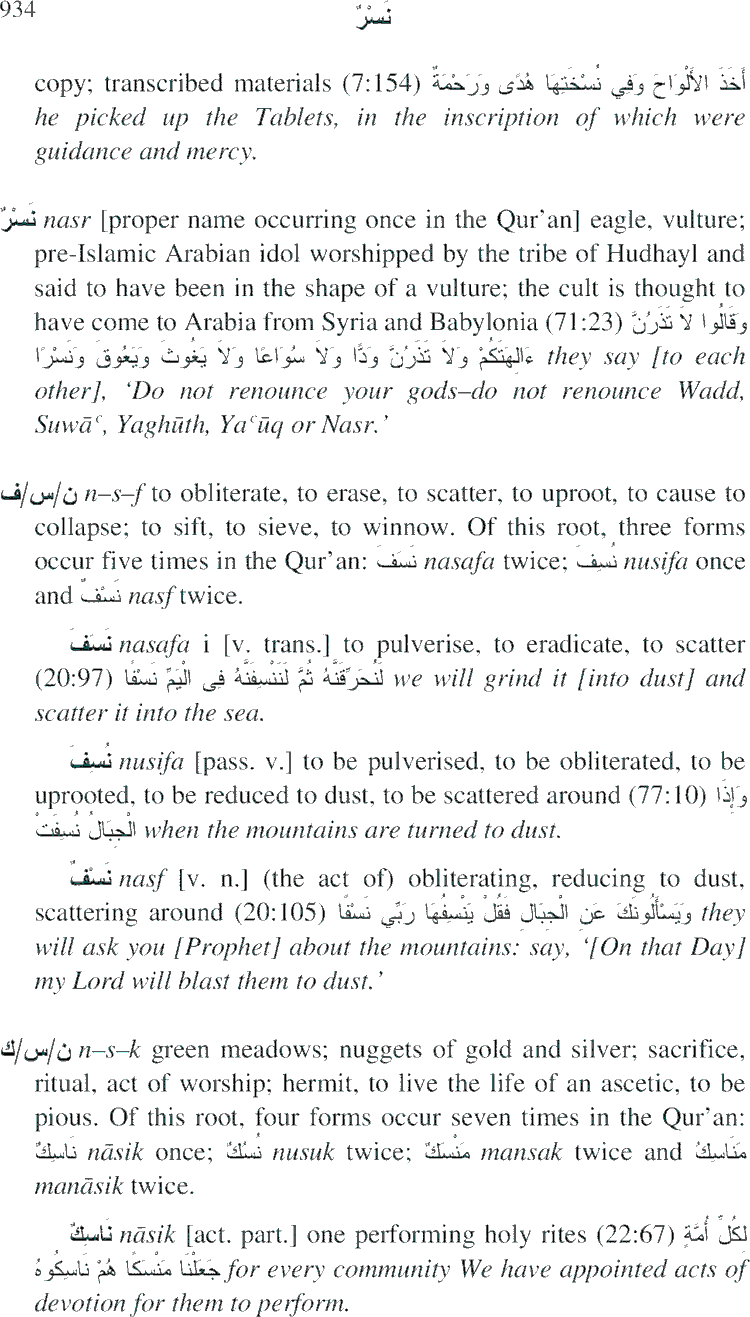 934 نَسْرٌ
copy; transcribed materials (7:154) أَخَذَ الأَلْوَاحَ وَفِي نُسْخَتِهَا هُدًى وَرَحْمَةٌ
he picked up the Tablets, in the inscription of which were
guidance and mercy.
نَسْرٌ nasr [proper name occurring once in the Qur'an] eagle, vulture;
pre-Islamic Arabian idol worshipped by the tribe of Hudhayl and
said to have been in the shape of a vulture; the cult is thought to
have come to Arabia from Syria and Babylonia (71:23) وَقَالُوا لاَ تَذَرُنَّ
ءَالِهَتَكُمْ وَلاَ تَذَرُنَّ وَدًّا وَلاَ سُوَاعًا وَلاَ يَغُوثَ وَيَعُوقَ وَنَسْرًا they say [to each
other], 'Do not renounce your gods–do not renounce Wadd,
Suwāᶜ, Yaghūth, Yaᶜūq or Nasr.'
ن/س/ف n–s–f to obliterate, to erase, to scatter, to uproot, to cause to
collapse; to sift, to sieve, to winnow. Of this root, three forms
occur five times in the Qur'an: نَسَفَ nasafa twice; نُسِفَ nusifa once
and نَسْفٌ nasf twice.
نَسَفَ nasafa i [v. trans.] to pulverise, to eradicate, to scatter
(20:97) لَنُحَرِّقَنَّهُ ثُمَّ لَنَنْسِفَنَّهُ فِى الْيَمِّ نَسْفًا we will grind it [into dust] and
scatter it into the sea.
نُسِفَ nusifa [pass. v.] to be pulverised, to be obliterated, to be
uprooted, to be reduced to dust, to be scattered around (77:10) وَإِذَا
الْجِبَالُ نُسِفَتْ when the mountains are turned to dust.
نَسْفٌ nasf [v. n.] (the act of) obliterating, reducing to dust,
scattering around (20:105) وَيَسْأَلُونَكَ عَنِ الْجِبَالِ فَقُلْ يَنْسِفُهَا رَبِّي نَسْفًا they
will ask you [Prophet] about the mountains: say, '[On that Day]
my Lord will blast them to dust.'
ن/س/ك n–s–k green meadows; nuggets of gold and silver; sacrifice,
ritual, act of worship; hermit, to live the life of an ascetic, to be
pious. Of this root, four forms occur seven times in the Qur'an:
نَاسِكٌ nāsik once; نُسُكٌ nusuk twice; مَنْسَكٌ mansak twice and مَنَاسِكُ
manāsik twice.
نَاسِكٌ nāsik [act. part.] one performing holy rites (22:67) لِكُلِّ أُمَّةٍ
جَعَلْنَا مَنْسَكًا هُمْ نَاسِكُوهُ for every community We have appointed acts of
devotion for them to perform.